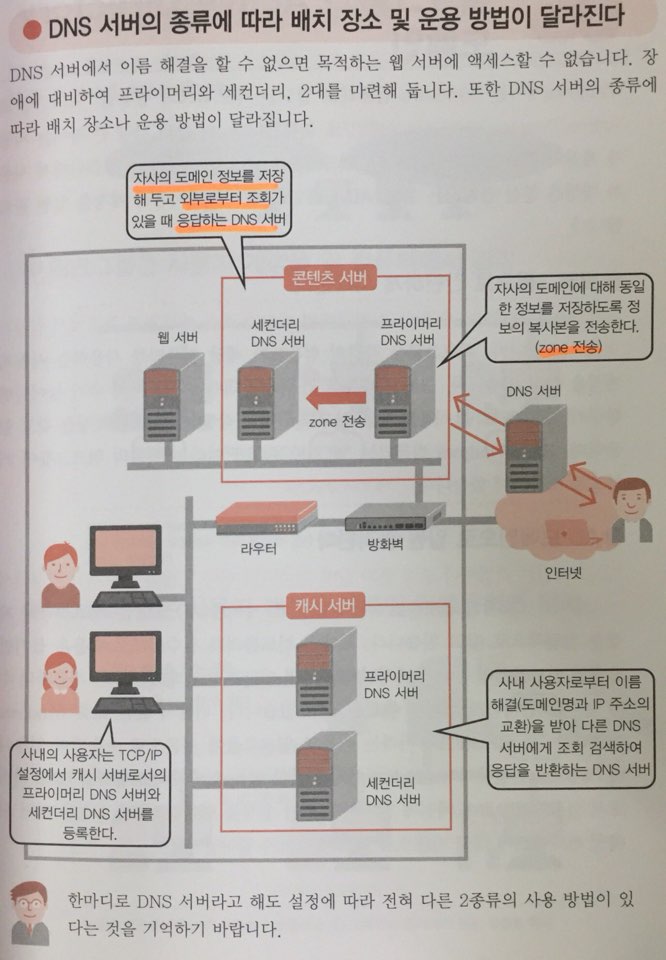 DNS 서버의 종류에 따라 배치 장소 및 운용 방법이 달라진다
DNS 서버에서 이름 해결을 할 수 없으면 목적하는 웹 서버에 액세스할 수 없습니다. 장
애에 대비하여 프라이머리와 세컨더리, 2대를 마련해 둡니다. 또한 DNS 서버의 종류에
따라 배치 장소나 운용 방법이 달라집니다.
자사의 도메인 정보를 저장
해 두고 외부로부터 조회가
있을 때 응답하는 DNS 서버
콘텐츠 서버
자사의 도메인에 대해 동일
한 정보를 저장하도록 정
보의 복사본을 전송한다.
(zone 전송)
웹 서버
세컨더리
DNS 서버
프라이머리
DNS 서버
zone 전송
DNS 서버
라우터
방화벽
인터넷
캐시 서버
프라이머리
DNS 서버
세컨더리
DNS 서버
사내 사용자로부터 이름
해결(도메인명과 IP 주소의
교환)을 받아 다른 DNS
서버에게 조회 검색하여
응답을 반환하는 DNS 서버
사내의 사용자는 TCP/IP
설정에서 캐시 서버로서의
프라이머리 DNS 서버와
세컨더리 DNS 서버를
등록한다.
한마디로 DNS 서버라고 해도 설정에 따라 전혀 다른 2종류의 사용 방법이 있
다는 것을 기억하기 바랍니다.